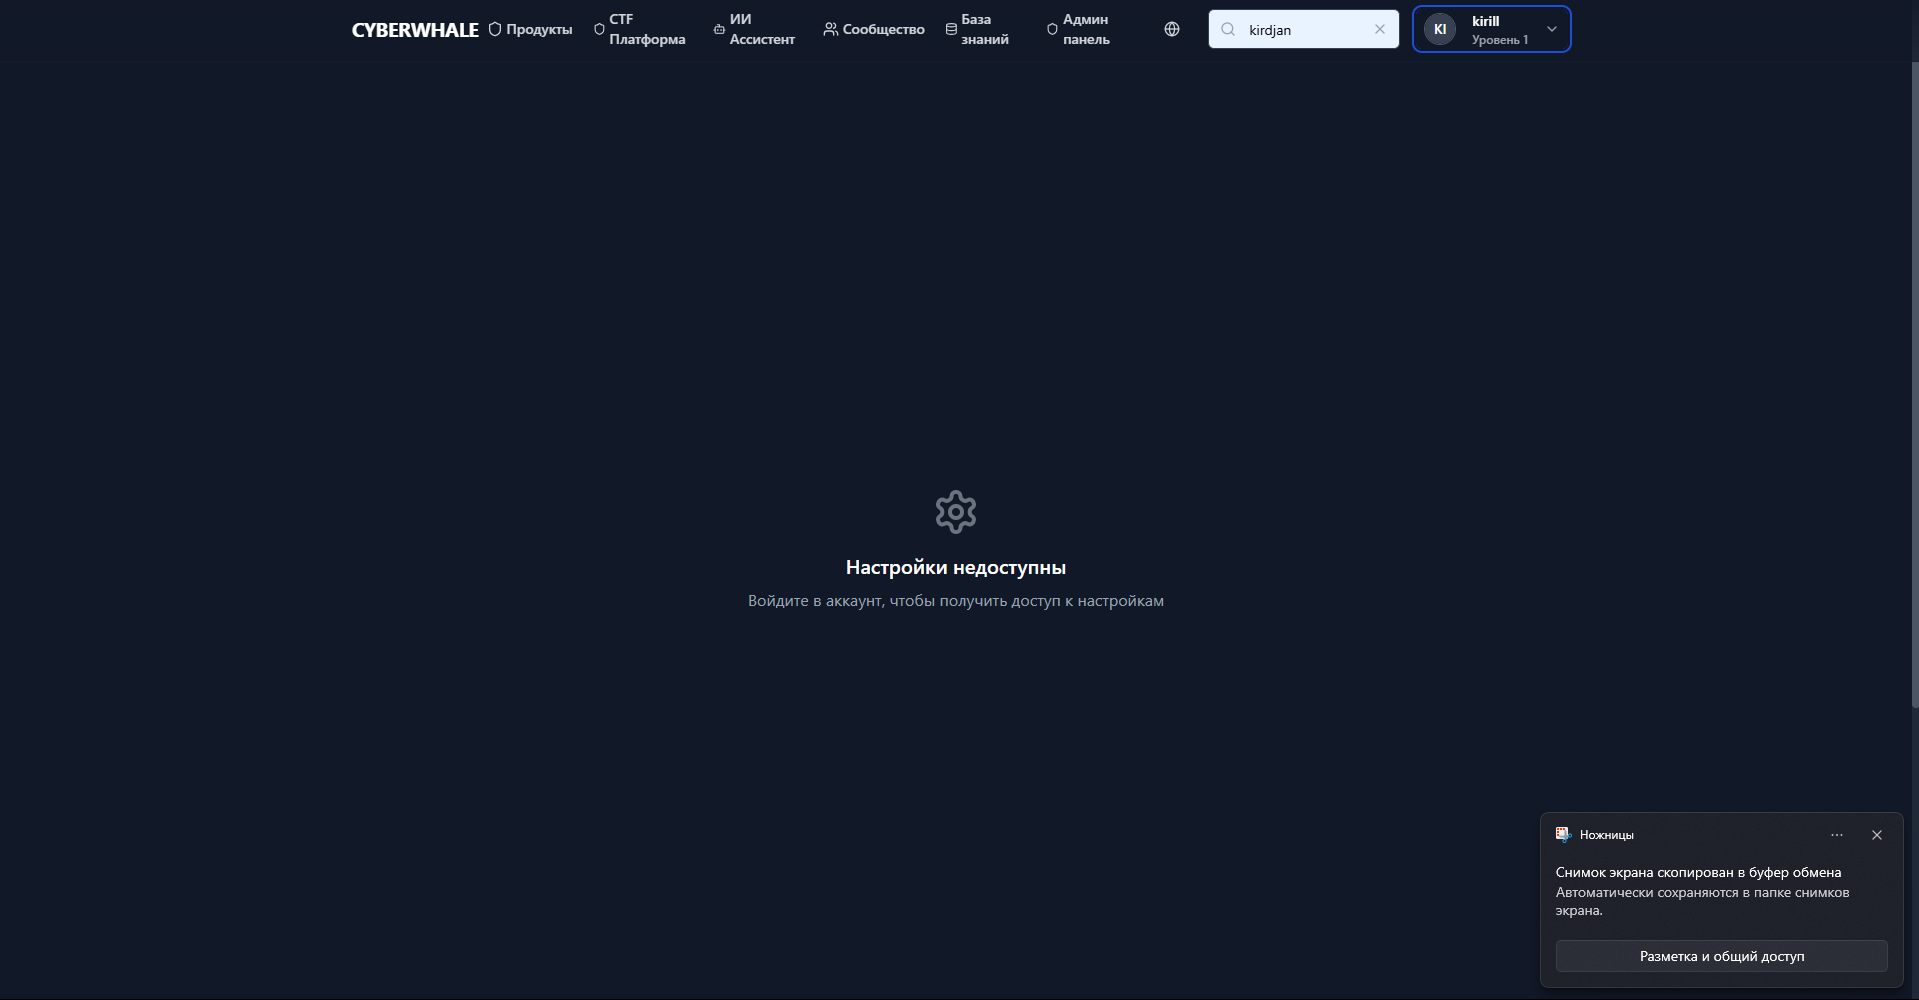 CYBERWHALE
Продукты
CTF
Платформа
ИИ
Ассистент
Сообщество
База
знаний
Админ
панель
kirdjan
KI
kirill
Уровень 1
Настройки недоступны
Войдите в аккаунт, чтобы получить доступ к настройкам
Ножницы
Снимок экрана скопирован в буфер обмена
Автоматически сохраняются в папке снимков
экрана.
Разметка и общий доступ